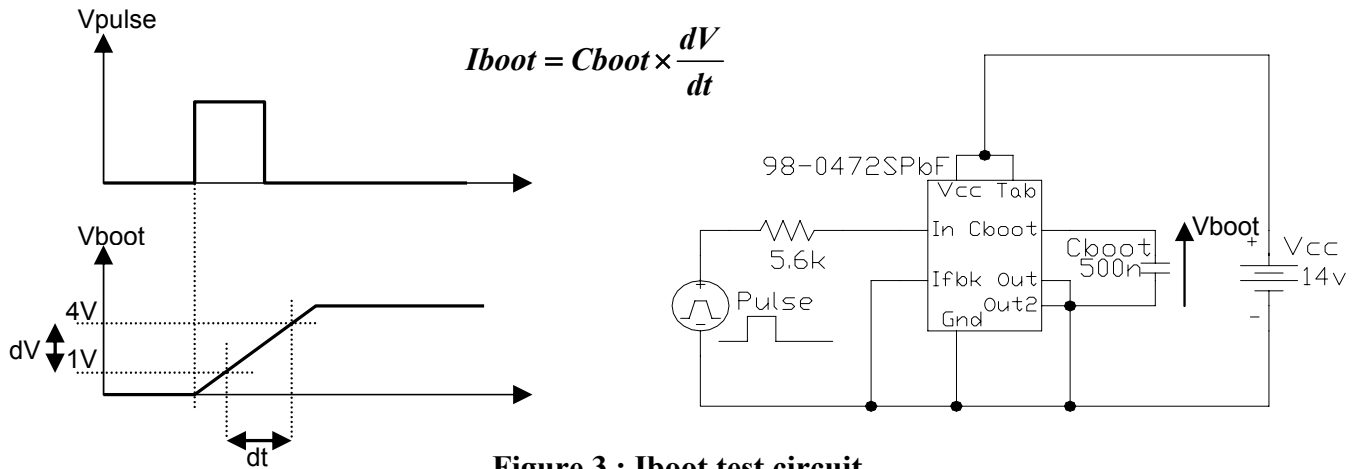 Vpulse
Iboot = Cboot × dV/dt
Vboot
4V
dV
1V
dt
98-0472SPbF
Vcc Tab
In Cboot
Ifbk Out
Out2
Gnd
5.6k
Pulse
Cboot
500n
Vboot
+
Vcc
14v
-
Figure 3 : Iboot test circuit